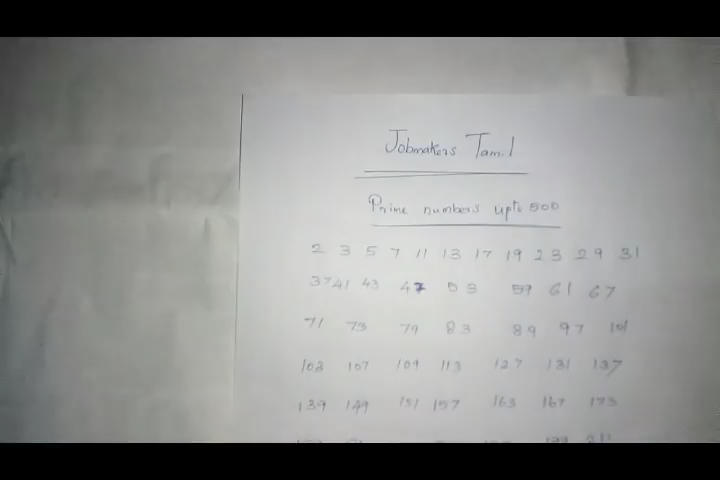 Jobmakers Tamil
Prime numbers upto 500
2 3 5 7 11 13 17 19 23 29 31
37 41 43 47 53 59 61 67
71 73 79 83 89 97 101
103 107 109 113 127 131 137
139 149 151 157 163 167 173